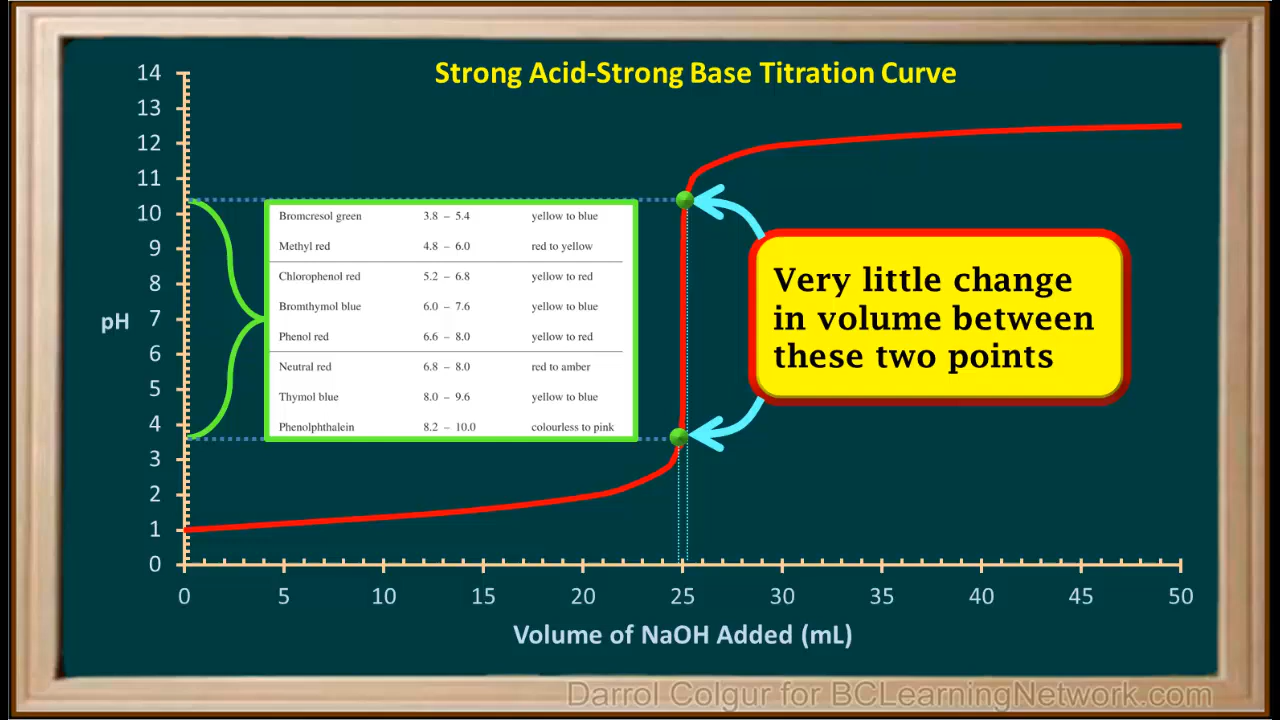 Strong Acid-Strong Base Titration Curve
14
13
12
11
10
9
8
7
6
5
4
3
2
1
0
pH
Bromcresol green 3.8 – 5.4 yellow to blue
Methyl red 4.8 – 6.0 red to yellow
Chlorophenol red 5.2 – 6.8 yellow to red
Bromthymol blue 6.0 – 7.6 yellow to blue
Phenol red 6.6 – 8.0 yellow to red
Neutral red 6.8 – 8.0 red to amber
Thymol blue 8.0 – 9.6 yellow to blue
Phenolphthalein 8.2 – 10.0 colourless to pink
Very little change
in volume between
these two points
0 5 10 15 20 25 30 35 40 45 50
Volume of NaOH Added (mL)
Darrol Colgur for BCLearningNetwork.com